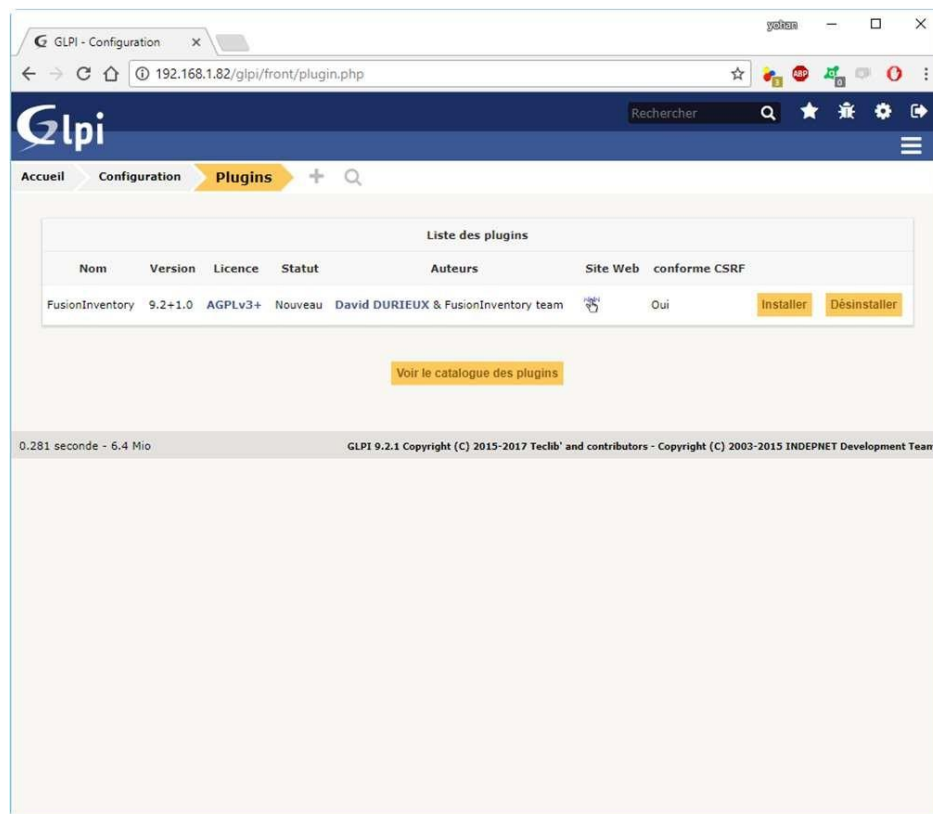 GLPI - Configuration
yohan
192.168.1.82/glpi/front/plugin.php
3
ABP
0
Glpi
Rechercher
Accueil Configuration Plugins
Liste des plugins
Nom Version Licence Statut Auteurs Site Web conforme CSRF
FusionInventory 9.2+1.0 AGPLv3+ Nouveau David DURIEUX & FusionInventory team Oui Installer Désinstaller
Voir le catalogue des plugins
0.281 seconde - 6.4 Mio GLPI 9.2.1 Copyright (C) 2015-2017 Teclib' and contributors - Copyright (C) 2003-2015 INDEPNET Development Team